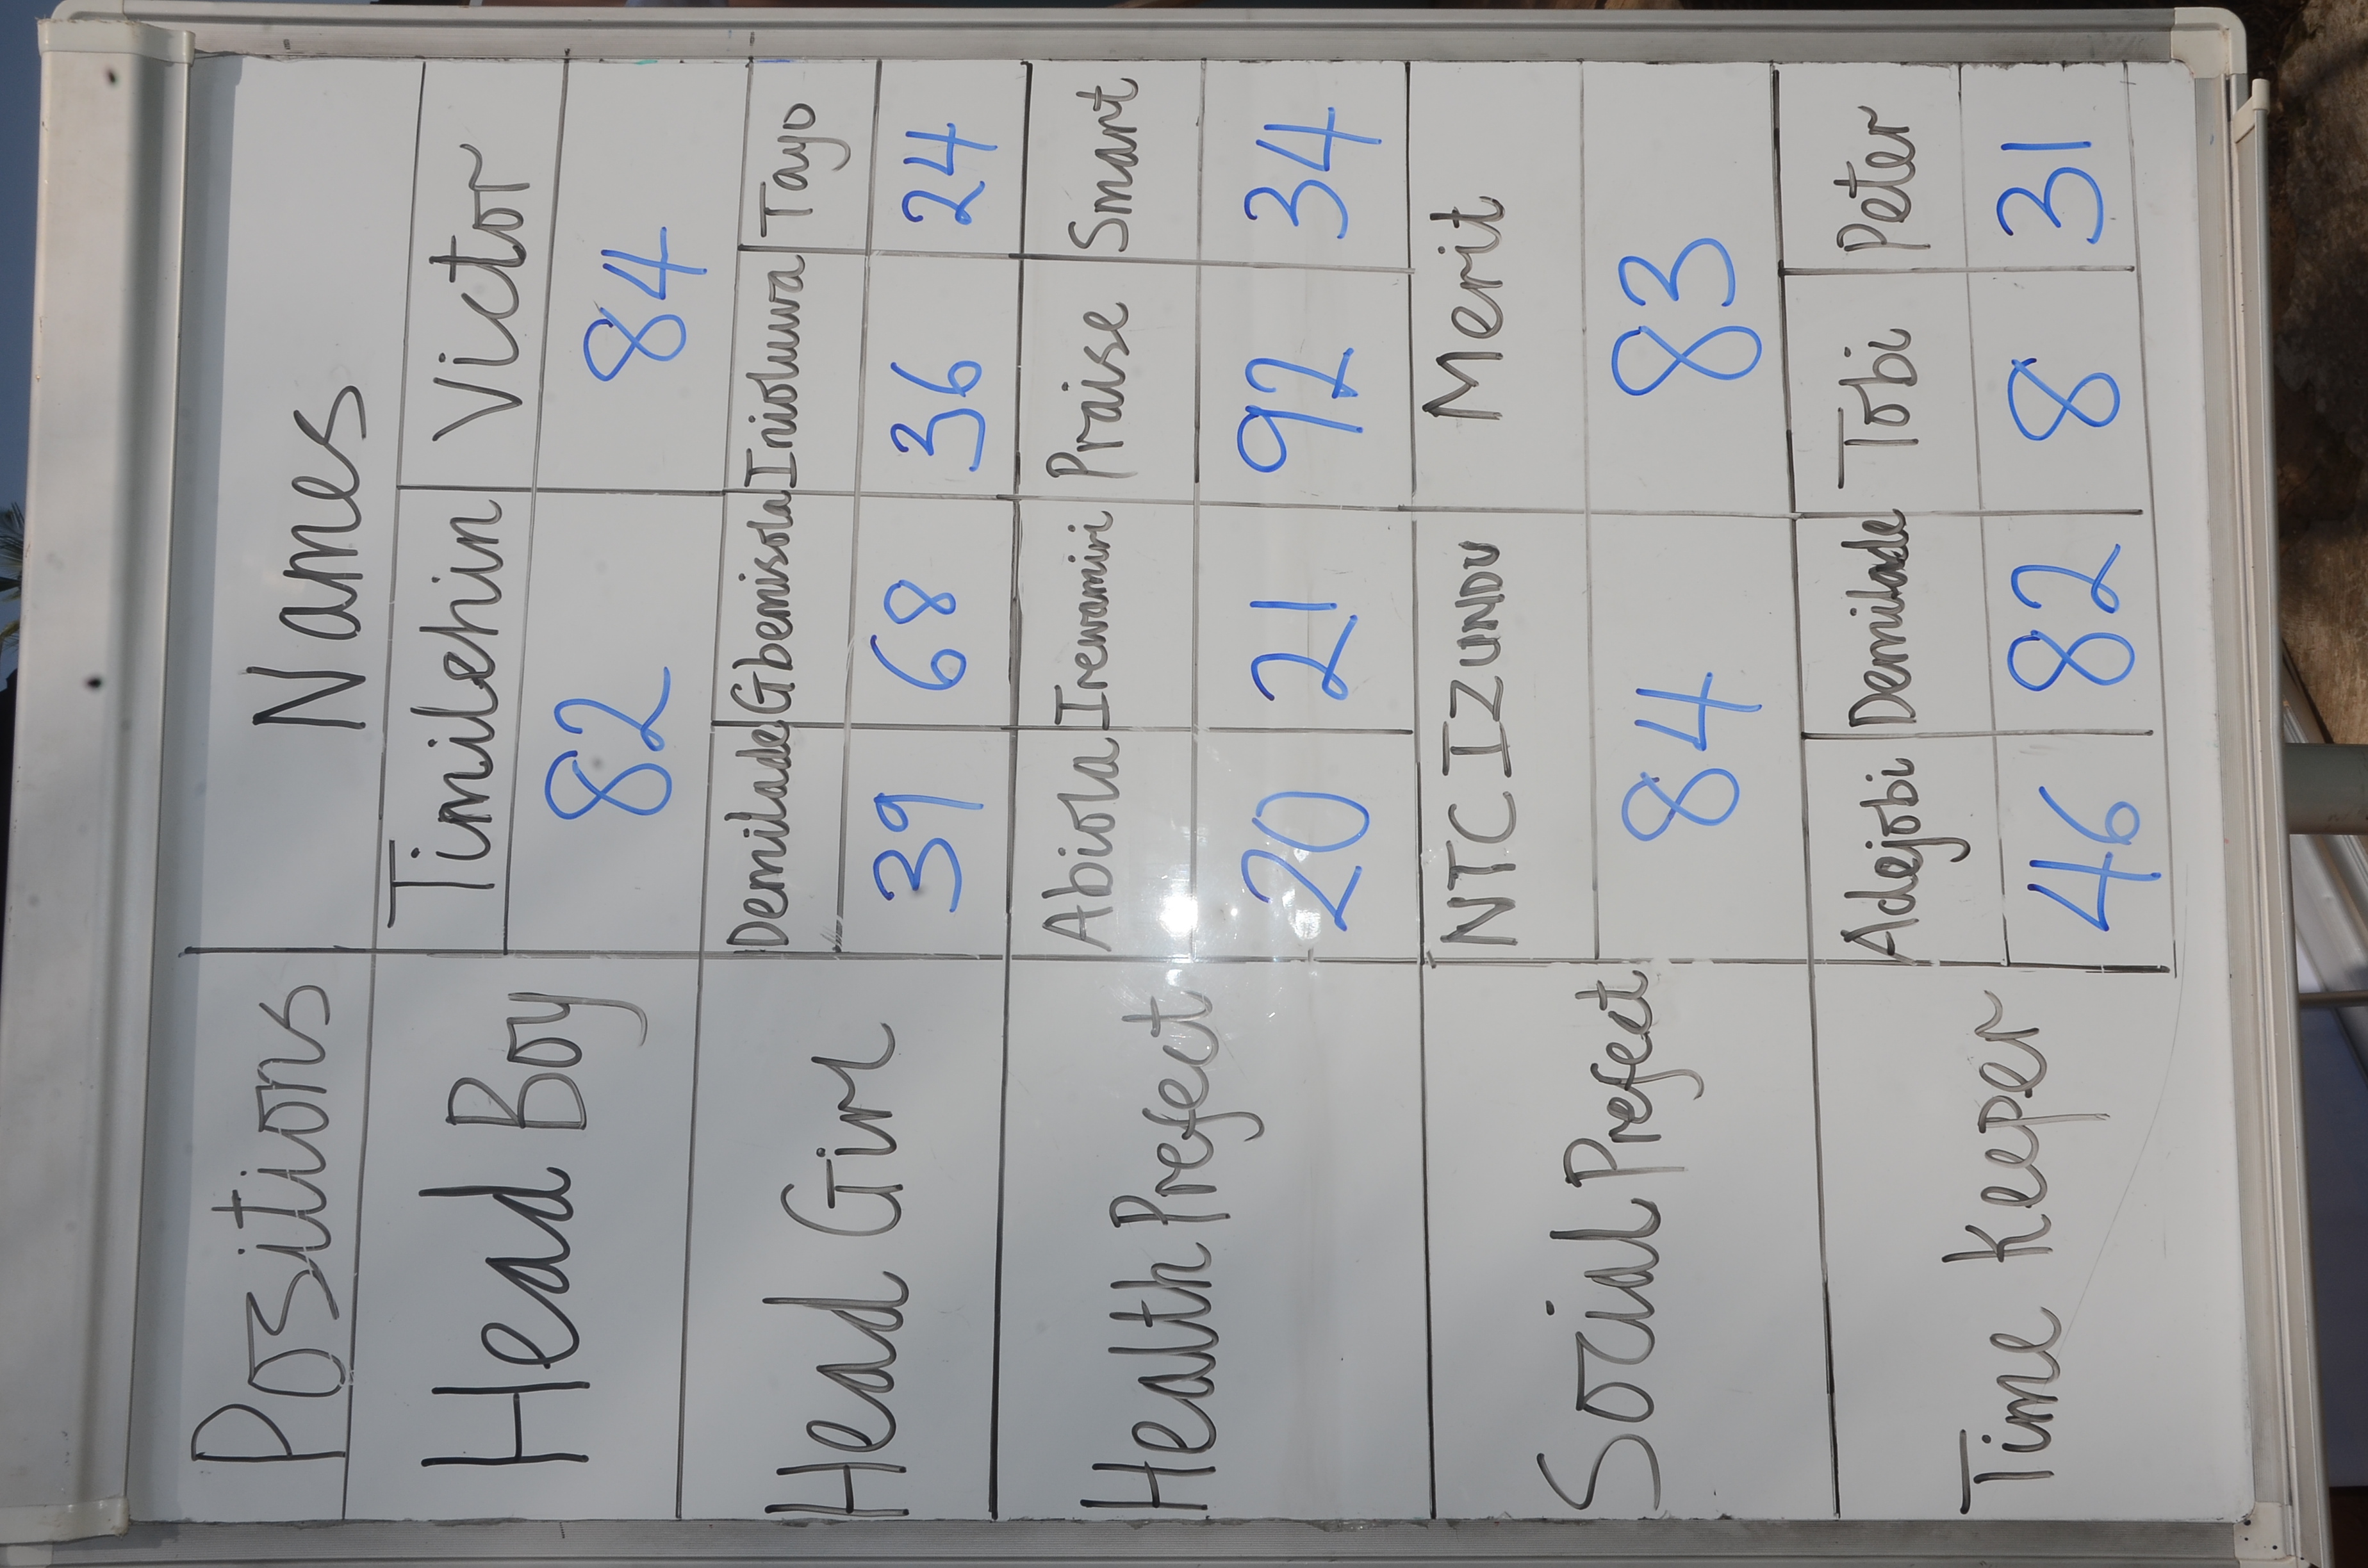 Positions Names
Head Boy Timilehin Victor
82 84
Head Girl Demilade Gbemisola Inioluwa Tayo
39 68 36 24
Health Prefect Abiola Irewamiri Praise Smart
20 21 92 34
Social Prefect NTC IZUNDU Merit
84 83
Time Keeper Adejobi Demilade Tobi Peter
46 82 8 31